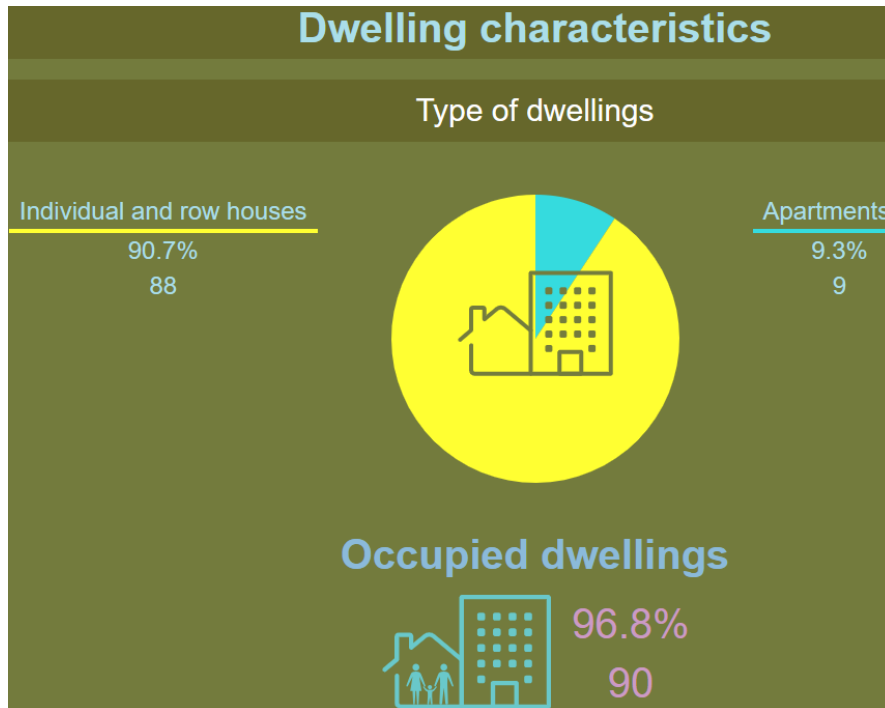 Dwelling characteristics
Type of dwellings
Individual and row houses
90.7%
88
Apartments
9.3%
9
Occupied dwellings
96.8%
90